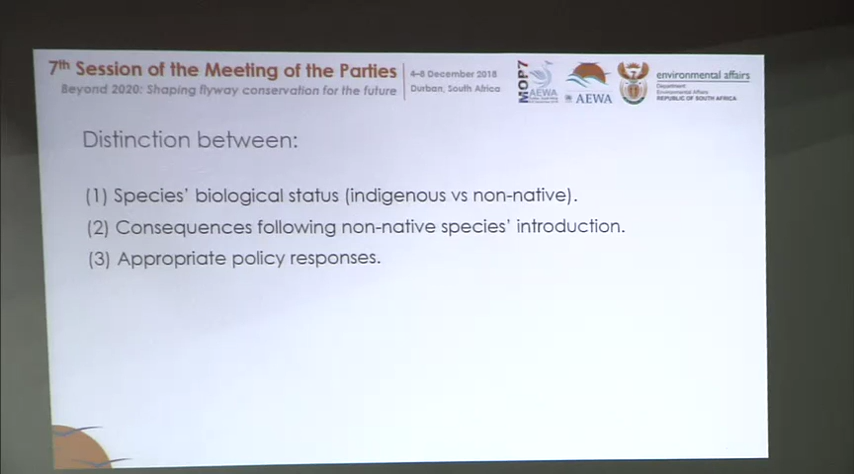 7th Session of the Meeting of the Parties
Beyond 2020: Shaping flyway conservation for the future
4–8 December 2018
Durban, South Africa
MOP7
AEWA
AEWA
environmental affairs
Department:
Environmental Affairs
REPUBLIC OF SOUTH AFRICA
Distinction between:
(1) Species’ biological status (indigenous vs non-native).
(2) Consequences following non-native species’ introduction.
(3) Appropriate policy responses.